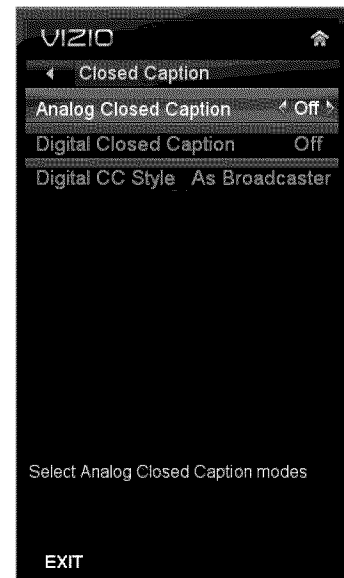 VIZIO
Closed Caption
Analog Closed Caption Off
Digital Closed Caption Off
Digital CC Style As Broadcaster
Select Analog Closed Caption modes
EXIT